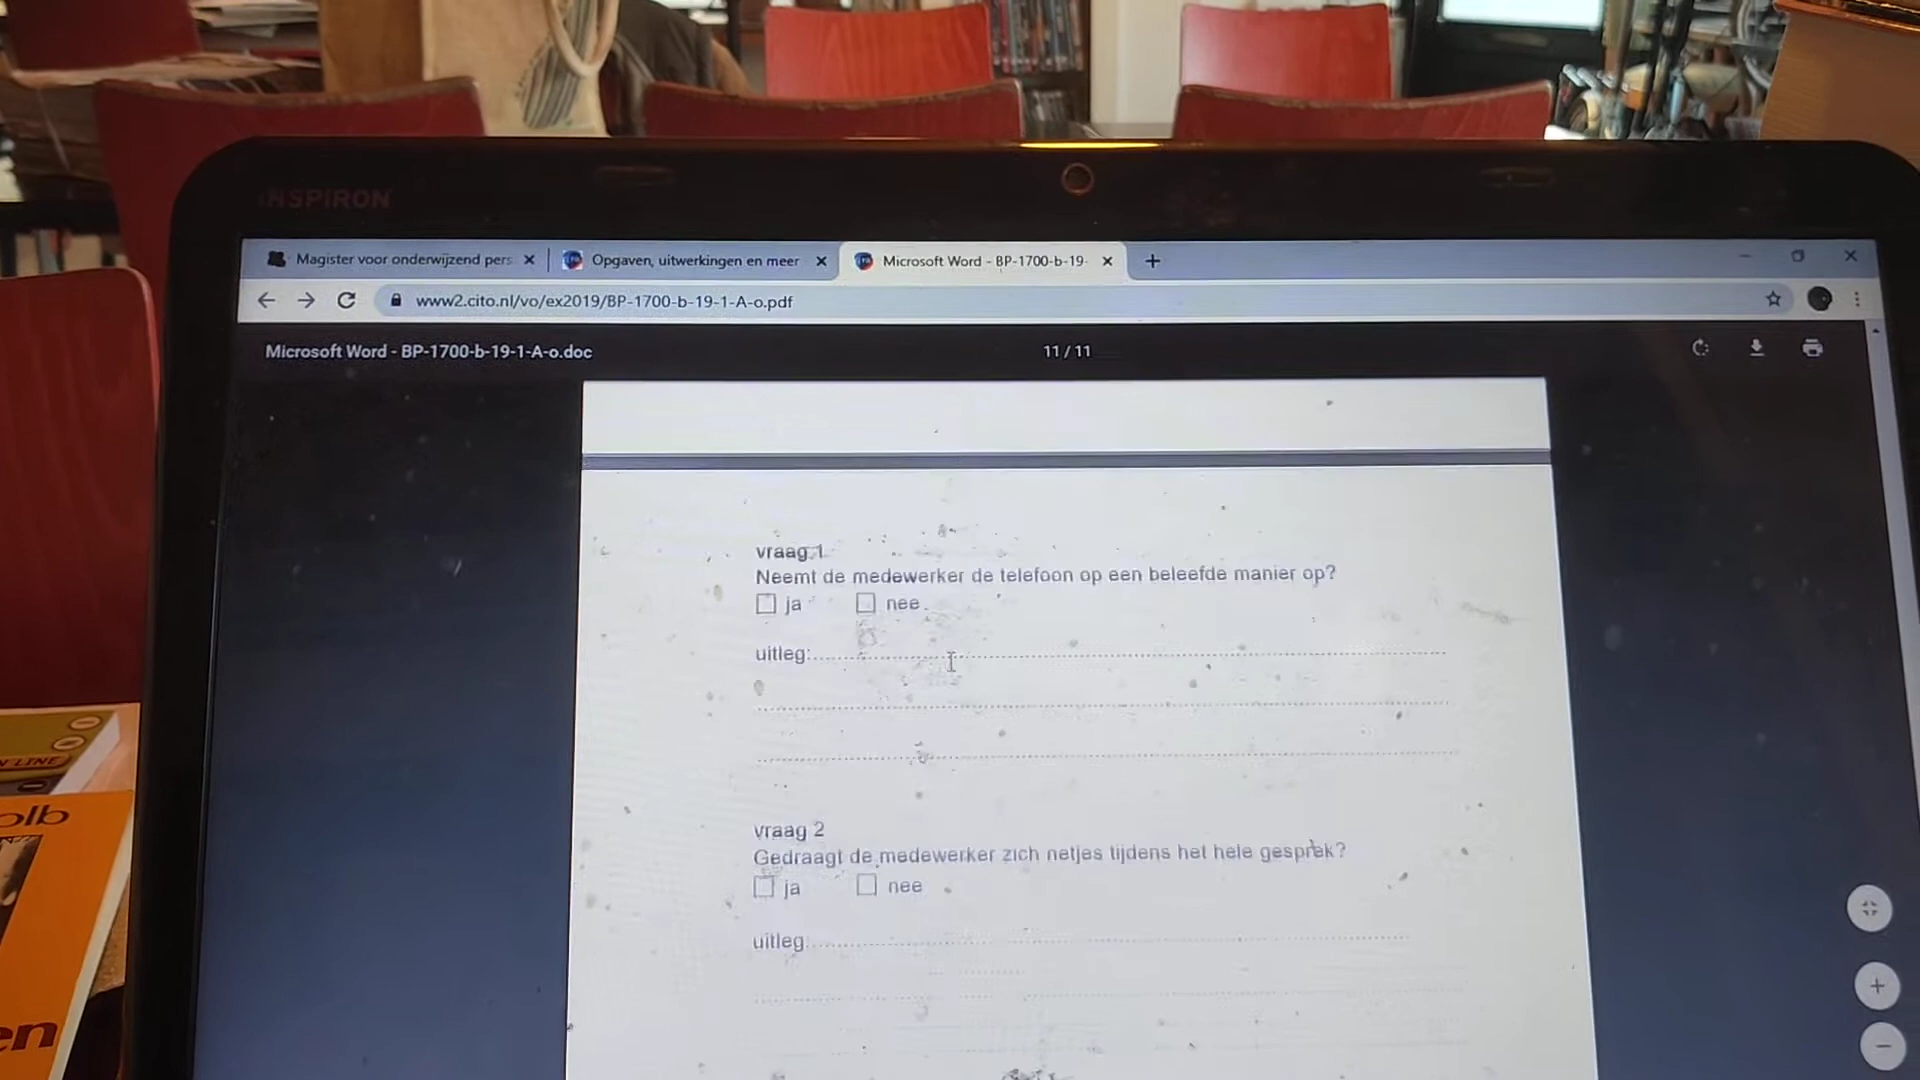 INSPIRON
Magister voor onderwijzend pers
Opgaven, uitwerkingen en meer
Microsoft Word - BP-1700-b-19-
www2.cito.nl/vo/ex2019/BP-1700-b-19-1-A-o.pdf
Microsoft Word - BP-1700-b-19-1-A-o.doc
11 / 11
vraag 1
Neemt de medewerker de telefoon op een beleefde manier op?
ja nee
uitleg:
vraag 2
Gedraagt de medewerker zich netjes tijdens het hele gesprek?
ja nee
uitleg:
N LINE
olb
en